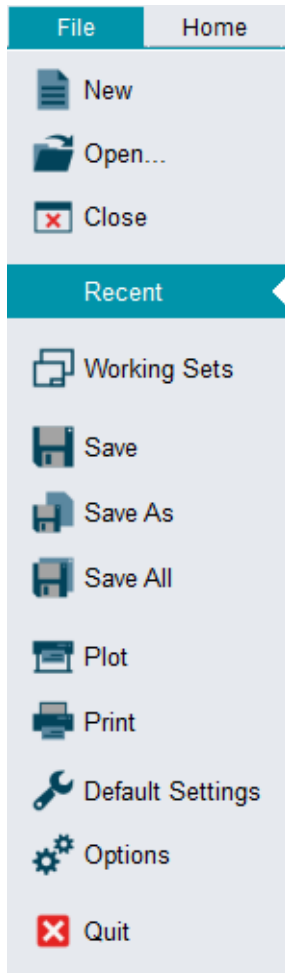 File Home
New
Open...
Close
Recent
Working Sets
Save
Save As
Save All
Plot
Print
Default Settings
Options
Quit